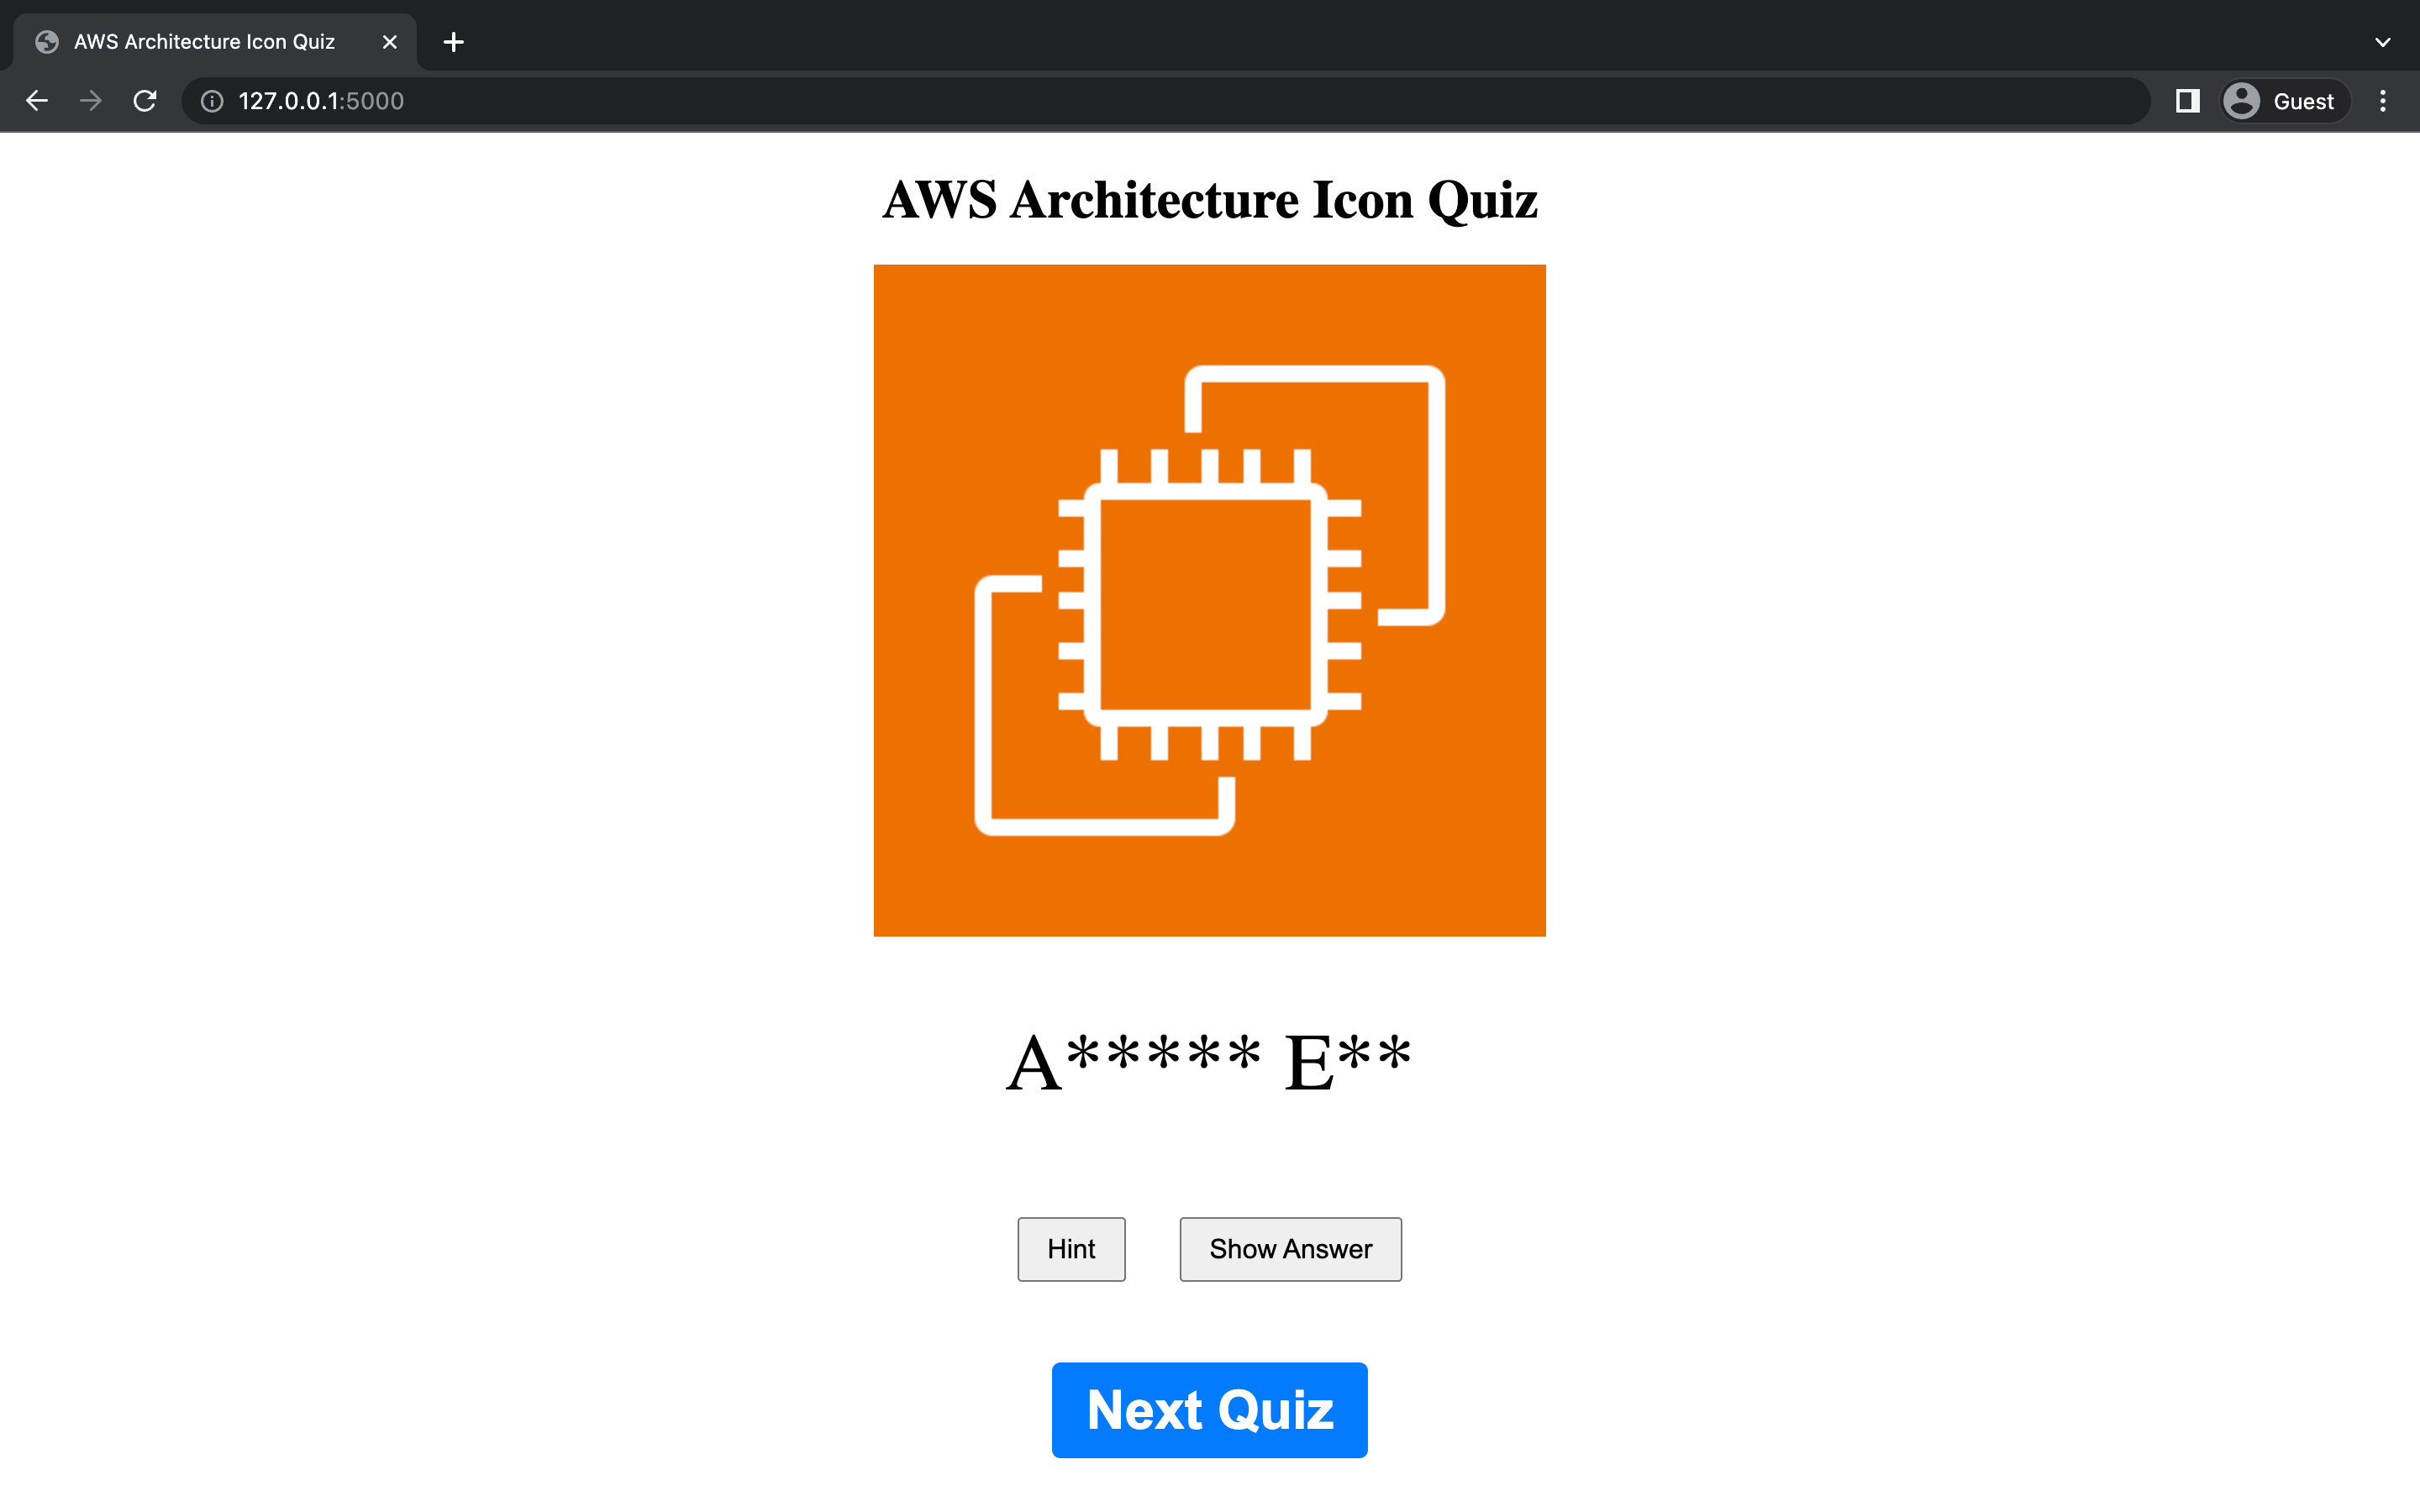 AWS Architecture Icon Quiz
127.0.0.1:5000
Guest
AWS Architecture Icon Quiz
A***** E**
Hint
Show Answer
Next Quiz